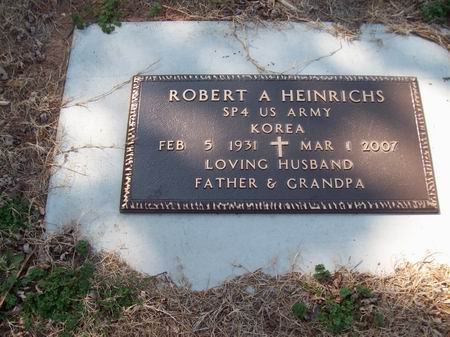 ROBERT A HEINRICHS
SP4 US ARMY
KOREA
FEB 5 1931 ✝ MAR 1 2007
LOVING HUSBAND
FATHER & GRANDPA